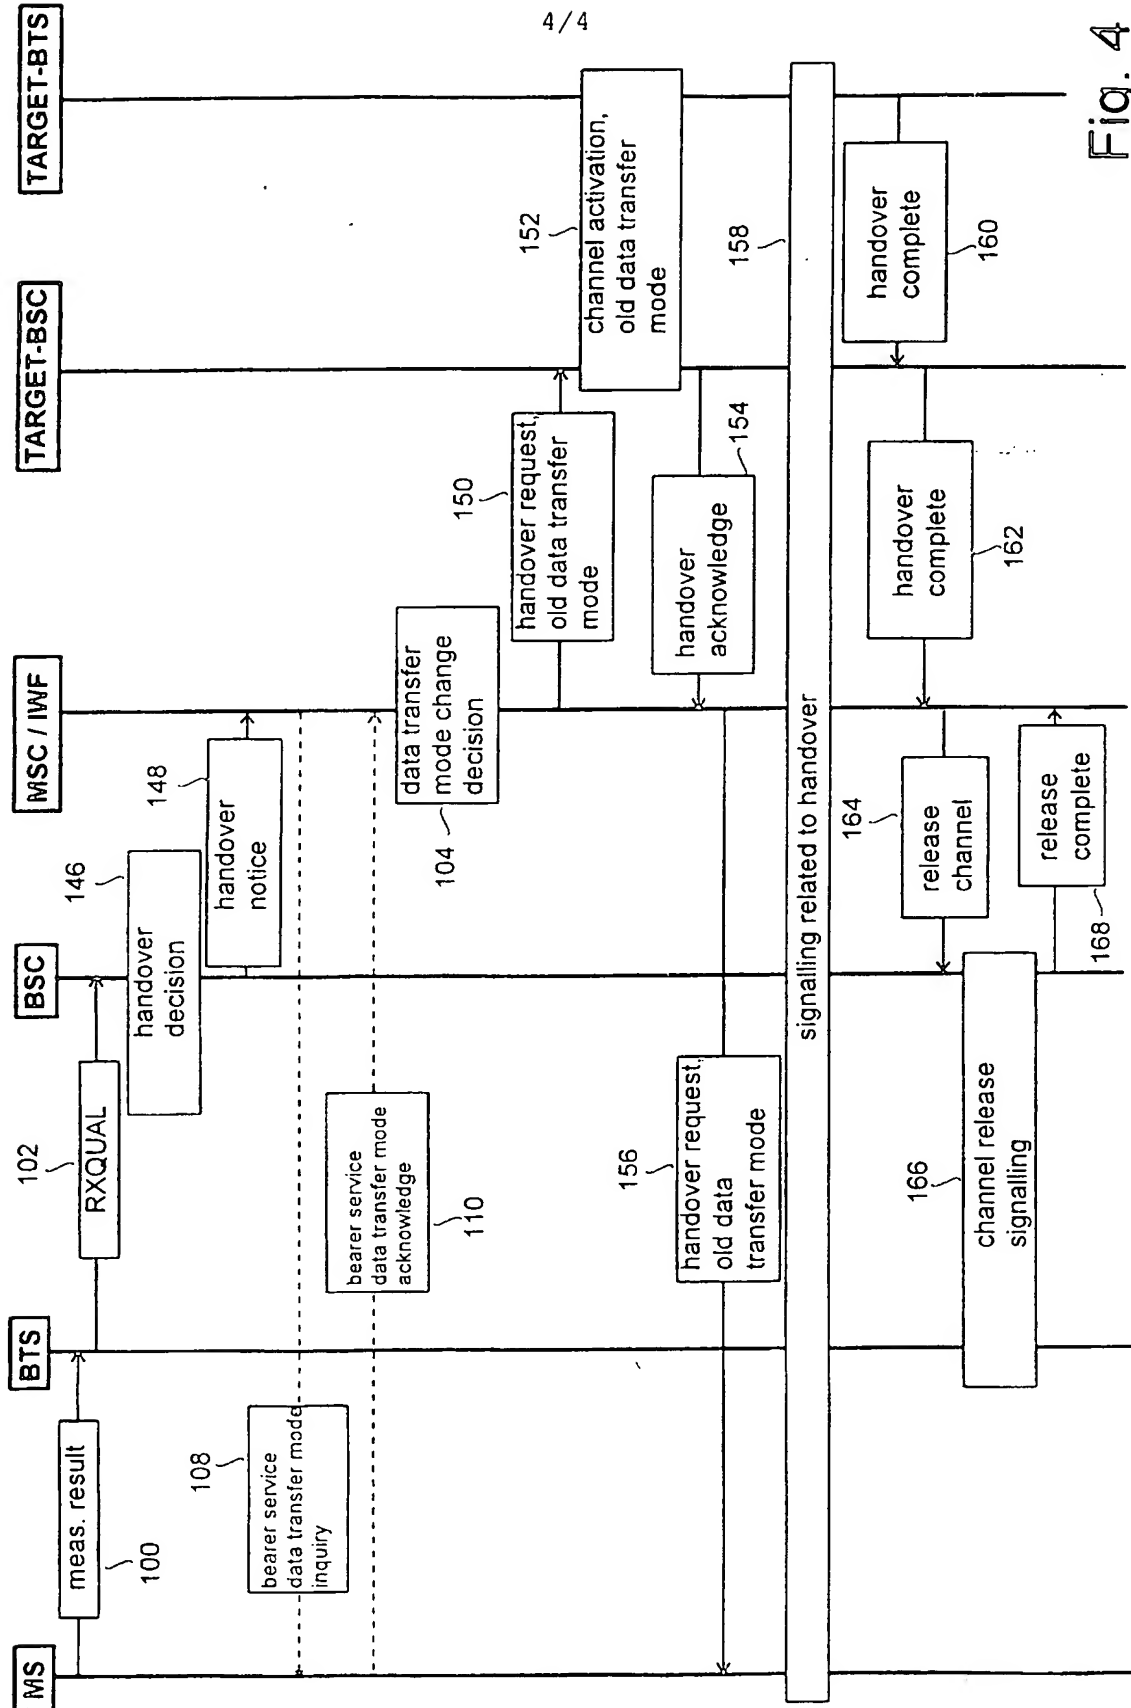 4/4
MS
BTS
BSC
MSC / IWF
TARGET-BSC
TARGET-BTS
meas. result
100
RXQUAL
102
handover
decision
146
handover
notice
148
bearer service
data transfer mode
inquiry
108
bearer service
data transfer mode
acknowledge
110
data transfer
mode change
decision
104
handover request,
old data transfer
mode
150
channel activation,
old data transfer
mode
152
handover
acknowledge
154
handover request,
old data
transfer mode
156
signalling related to handover
158
handover
complete
160
handover
complete
162
release
channel
164
channel release
signalling
166
release
complete
168
Fig. 4